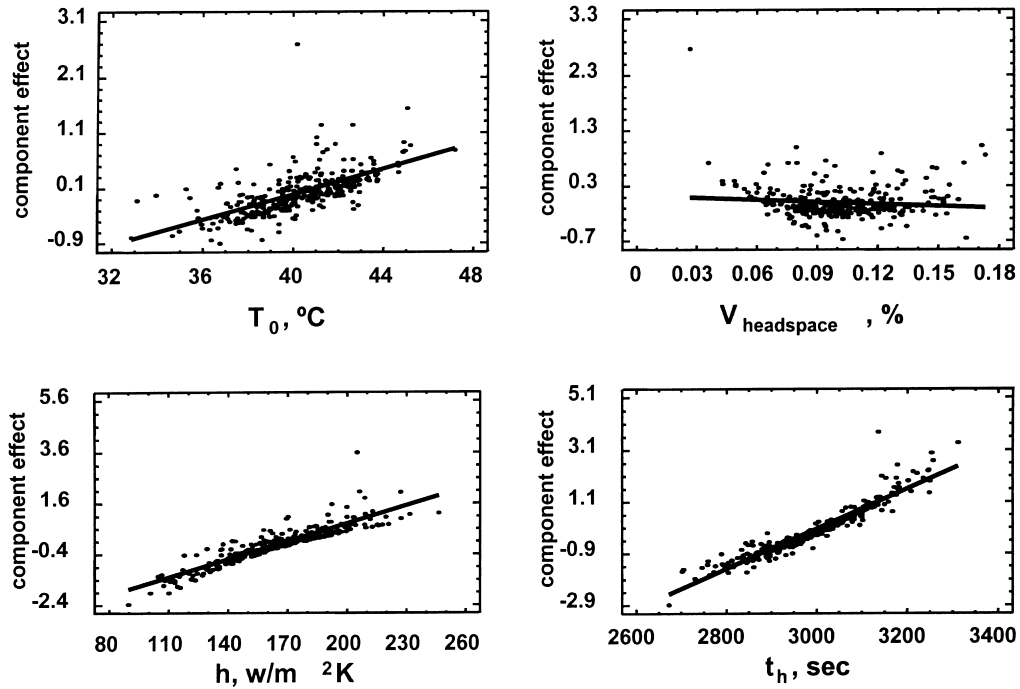 component effect
3.1
2.1
1.1
0.1
-0.9
32 36 40 44 48
T0, ºC
component effect
3.3
2.3
1.3
0.3
-0.7
0 0.03 0.06 0.09 0.12 0.15 0.18
Vheadspace , %
component effect
5.6
3.6
1.6
-0.4
-2.4
80 110 140 170 200 230 260
h, w/m 2K
component effect
5.1
3.1
1.1
-0.9
-2.9
2600 2800 3000 3200 3400
th, sec